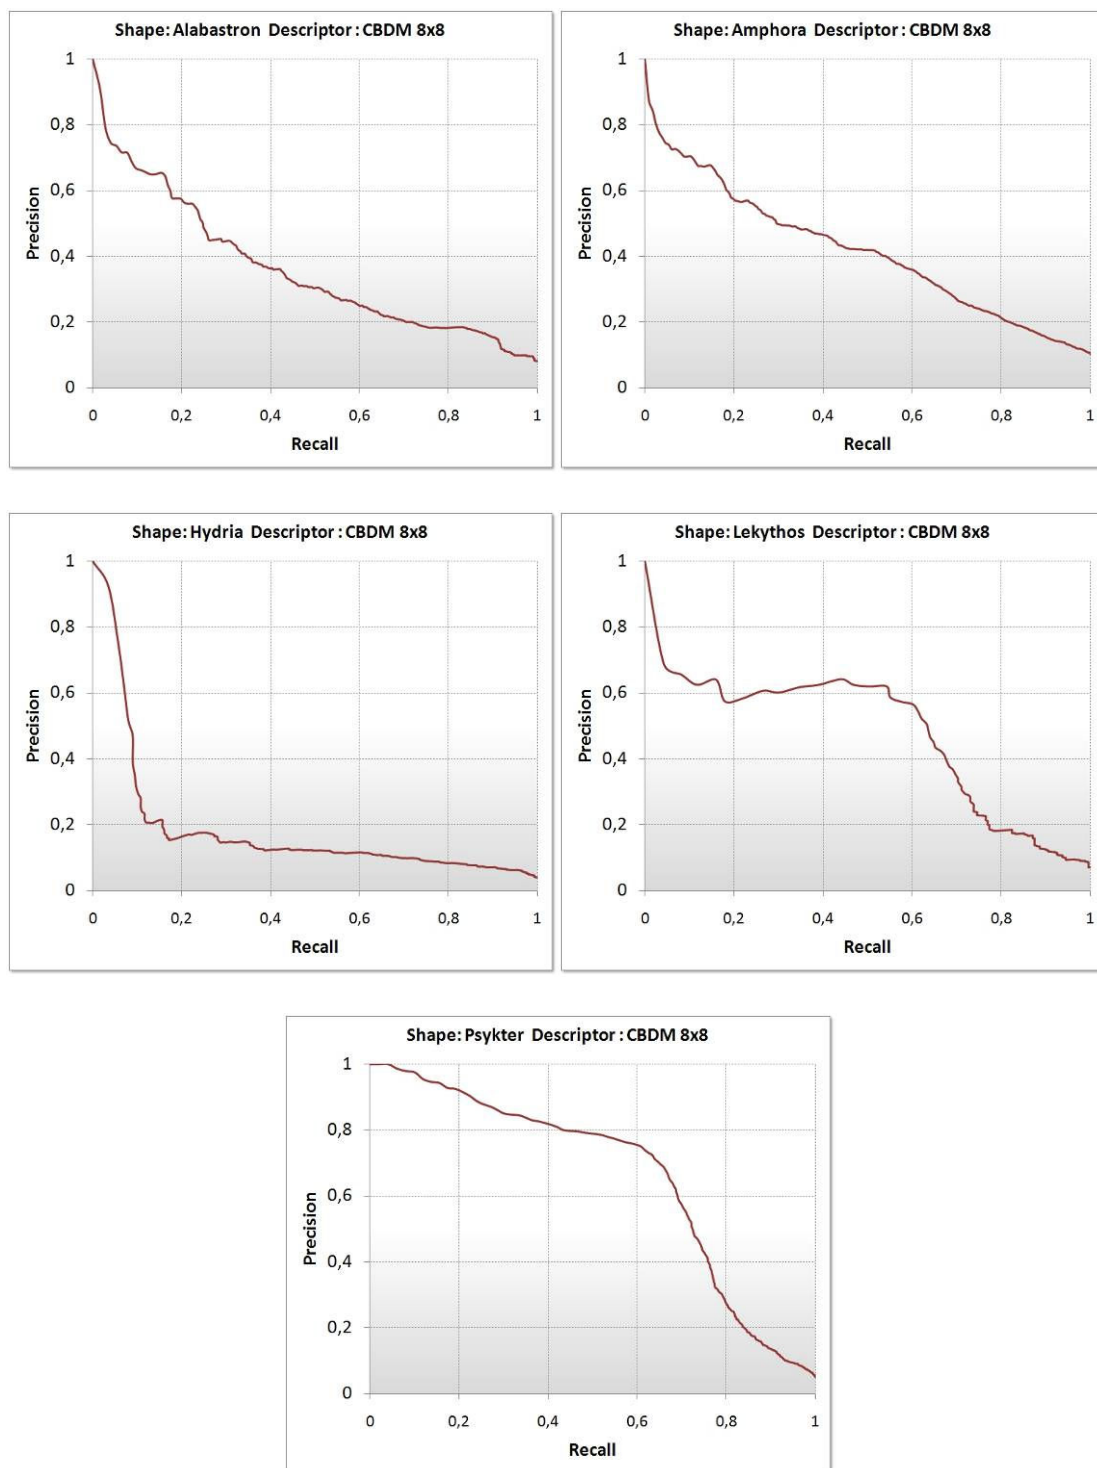 Shape: Alabastron Descriptor : CBDM 8x8
1
0,8
0,6
0,4
0,2
0
Precision
0 0,2 0,4 0,6 0,8 1
Recall
Shape: Amphora Descriptor : CBDM 8x8
1
0,8
0,6
0,4
0,2
0
Precision
0 0,2 0,4 0,6 0,8 1
Recall
Shape: Hydria Descriptor : CBDM 8x8
1
0,8
0,6
0,4
0,2
0
Precision
0 0,2 0,4 0,6 0,8 1
Recall
Shape: Lekythos Descriptor : CBDM 8x8
1
0,8
0,6
0,4
0,2
0
Precision
0 0,2 0,4 0,6 0,8 1
Recall
Shape: Psykter Descriptor : CBDM 8x8
1
0,8
0,6
0,4
0,2
0
Precision
0 0,2 0,4 0,6 0,8 1
Recall